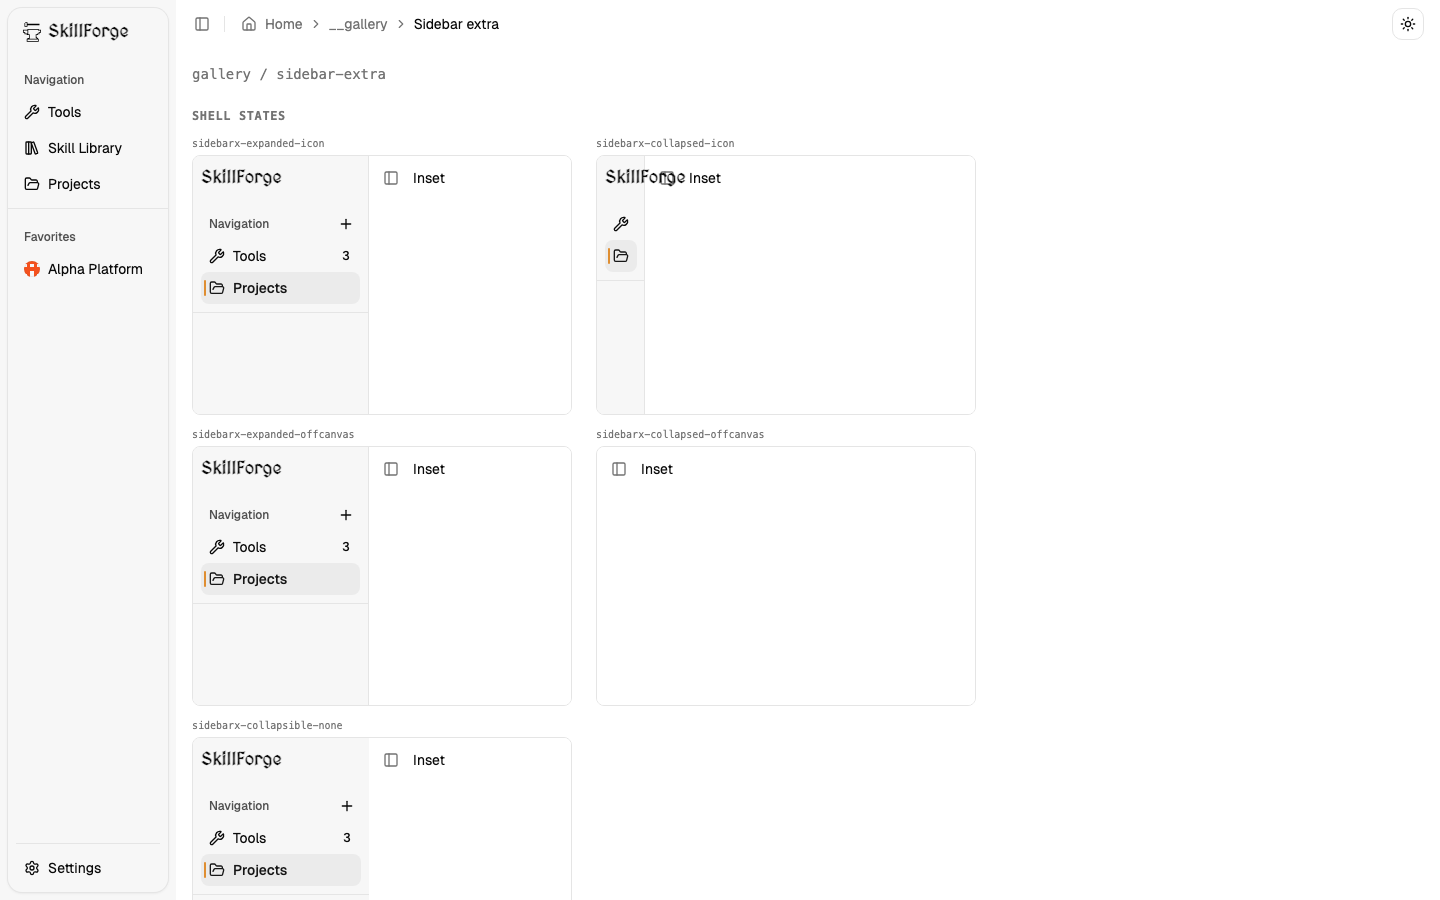 SkillForge
Navigation
Tools
Skill Library
Projects
Favorites
Alpha Platform
Settings
Home > __gallery > Sidebar extra
gallery / sidebar-extra
SHELL STATES
sidebarx-expanded-icon
SkillForge
Inset
Navigation
Tools 3
Projects
sidebarx-collapsed-icon
SkillForge
Inset
sidebarx-expanded-offcanvas
SkillForge
Inset
Navigation
Tools 3
Projects
sidebarx-collapsed-offcanvas
Inset
sidebarx-collapsible-none
SkillForge
Inset
Navigation
Tools 3
Projects